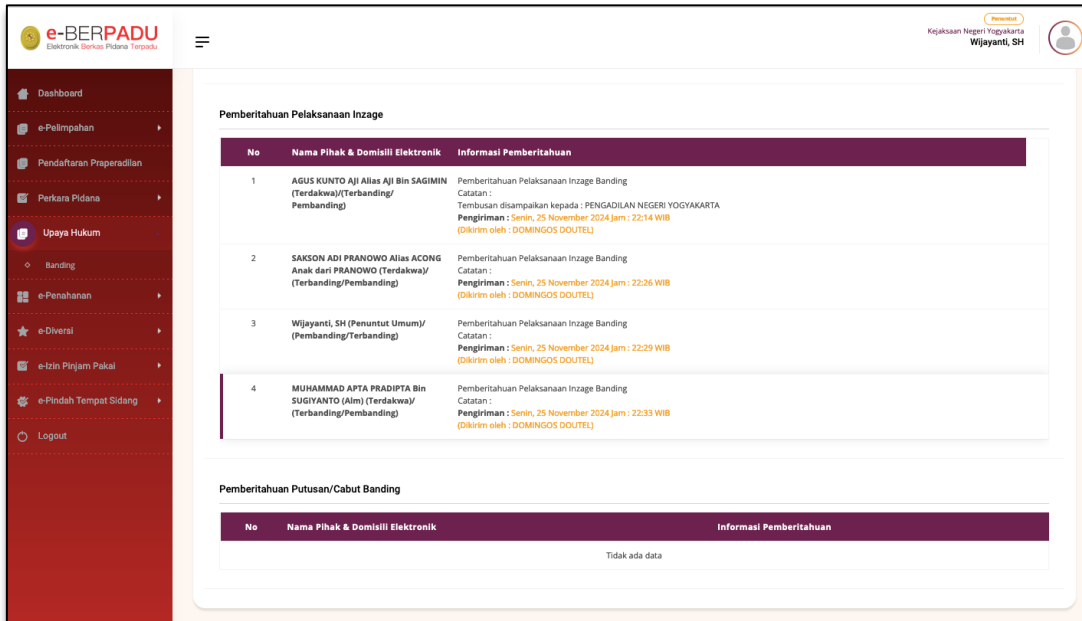 e-BERPADU
Elektronik Berkas Pidana Terpadu
Penuntut
Kejaksaan Negeri Yogyakarta
Wijayanti, SH
Dashboard
e-Pelimpahan
Pendaftaran Praperadilan
Perkara Pidana
Upaya Hukum
Banding
e-Penahanan
e-Diversi
e-Izin Pinjam Pakai
e-Pindah Tempat Sidang
Logout
Pemberitahuan Pelaksanaan Inzage
No Nama Pihak & Domisili Elektronik Informasi Pemberitahuan
1 AGUS KUNTO AJI Alias AJI Bin SAGIMIN Pemberitahuan Pelaksanaan Inzage Banding
(Terdakwa)/(Terbanding/ Catatan :
Pembanding) Tembusan disampaikan kepada : PENGADILAN NEGERI YOGYAKARTA
Pengiriman : Senin, 25 November 2024 Jam : 22:14 WIB
(Dikirim oleh : DOMINGOS DOUTEL)
2 SAKSON ADI PRANOWO Alias ACONG Pemberitahuan Pelaksanaan Inzage Banding
Anak dari PRANOWO (Terdakwa)/ Catatan :
(Terbanding/Pembanding) Pengiriman : Senin, 25 November 2024 Jam : 22:26 WIB
(Dikirim oleh : DOMINGOS DOUTEL)
3 Wijayanti, SH (Penuntut Umum)/ Pemberitahuan Pelaksanaan Inzage Banding
(Pembanding/Terbanding) Catatan :
Pengiriman : Senin, 25 November 2024 Jam : 22:29 WIB
(Dikirim oleh : DOMINGOS DOUTEL)
4 MUHAMMAD APTA PRADIPTA Bin Pemberitahuan Pelaksanaan Inzage Banding
SUGIYANTO (Alm) (Terdakwa)/ Catatan :
(Terbanding/Pembanding) Pengiriman : Senin, 25 November 2024 Jam : 22:33 WIB
(Dikirim oleh : DOMINGOS DOUTEL)
Pemberitahuan Putusan/Cabut Banding
No Nama Pihak & Domisili Elektronik Informasi Pemberitahuan
Tidak ada data